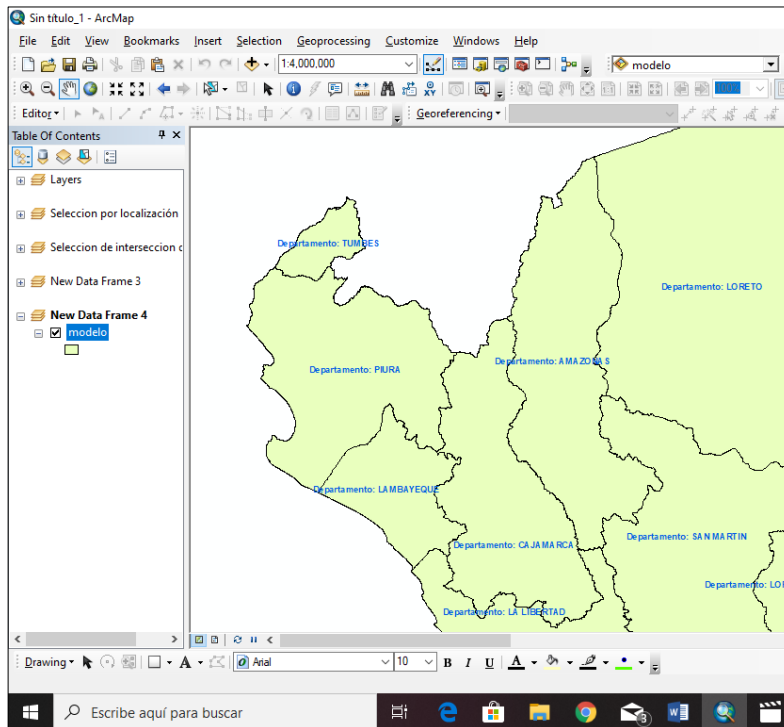 Sin título_1 - ArcMap
File Edit View Bookmarks Insert Selection Geoprocessing Customize Windows Help
1:4,000,000 modelo
Editor Georeferencing
Table Of Contents
Layers
Seleccion por localización
Seleccion de interseccion c
New Data Frame 3
New Data Frame 4
modelo
Departamento: TUMBES
Departamento: LORETO
Departamento: AMAZONAS
Departamento: PIURA
Departamento: LAMBAYEQUE
Departamento: SAN MARTIN
Departamento: CAJAMARCA
Departamento: LOR
Departamento: LA LIBERTAD
Drawing A Arial 10 B I U A
Escribe aquí para buscar
3